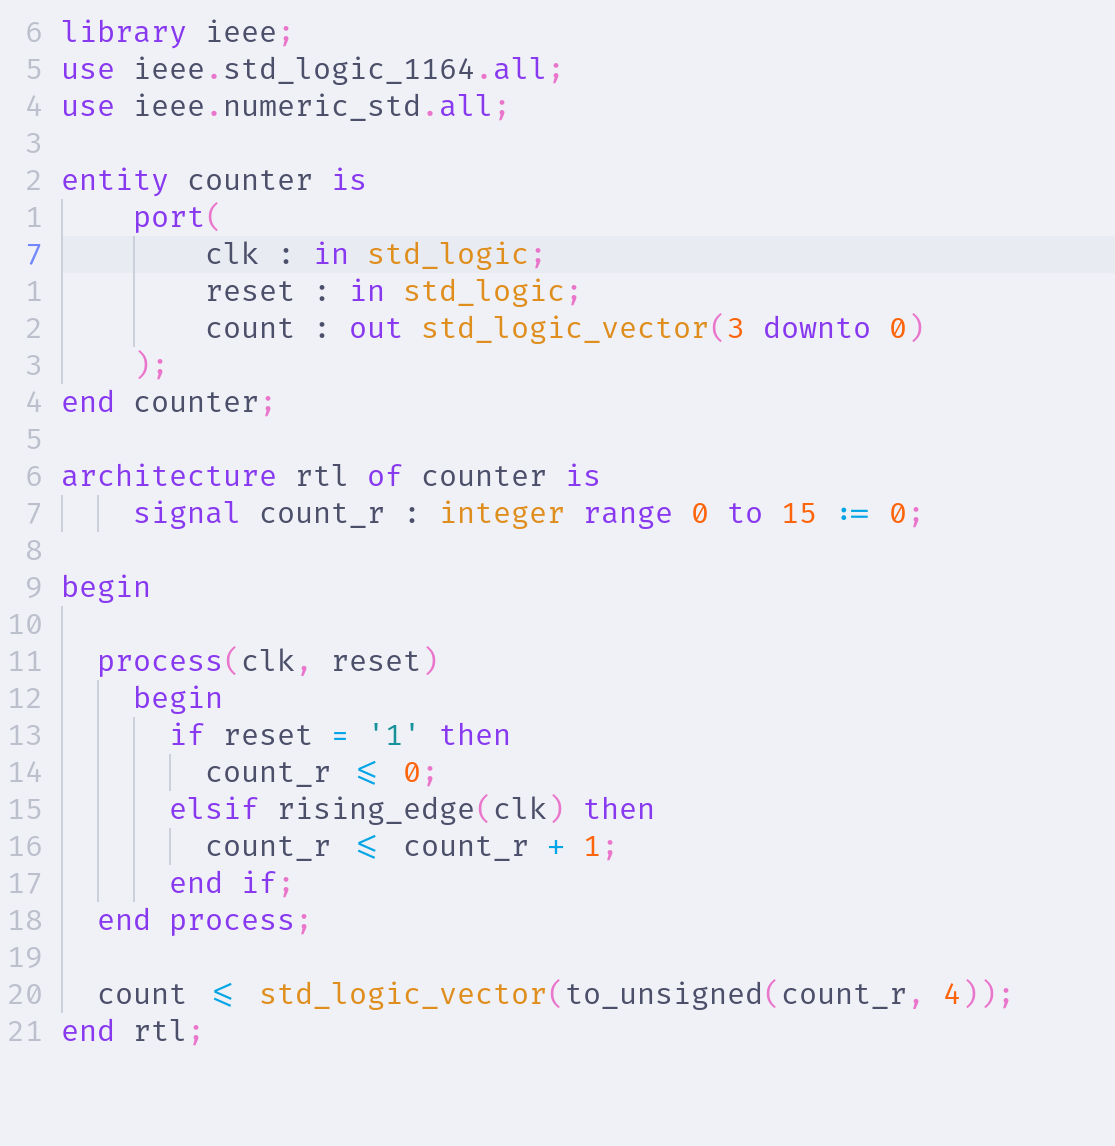 6 library ieee;
5 use ieee.std_logic_1164.all;
4 use ieee.numeric_std.all;
3
2 entity counter is
1     port(
7         clk : in std_logic;
1         reset : in std_logic;
2         count : out std_logic_vector(3 downto 0)
3     );
4 end counter;
5
6 architecture rtl of counter is
7     signal count_r : integer range 0 to 15 := 0;
8
9 begin
10
11   process(clk, reset)
12     begin
13       if reset = '1' then
14         count_r <= 0;
15       elsif rising_edge(clk) then
16         count_r <= count_r + 1;
17       end if;
18   end process;
19
20   count <= std_logic_vector(to_unsigned(count_r, 4));
21 end rtl;